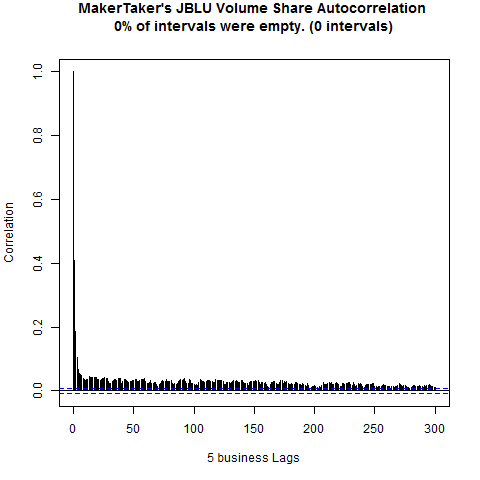 MakerTaker's JBLU Volume Share Autocorrelation
0% of intervals were empty. (0 intervals)
Correlation
1.0
0.8
0.6
0.4
0.2
0.0
0 50 100 150 200 250 300
5 business Lags